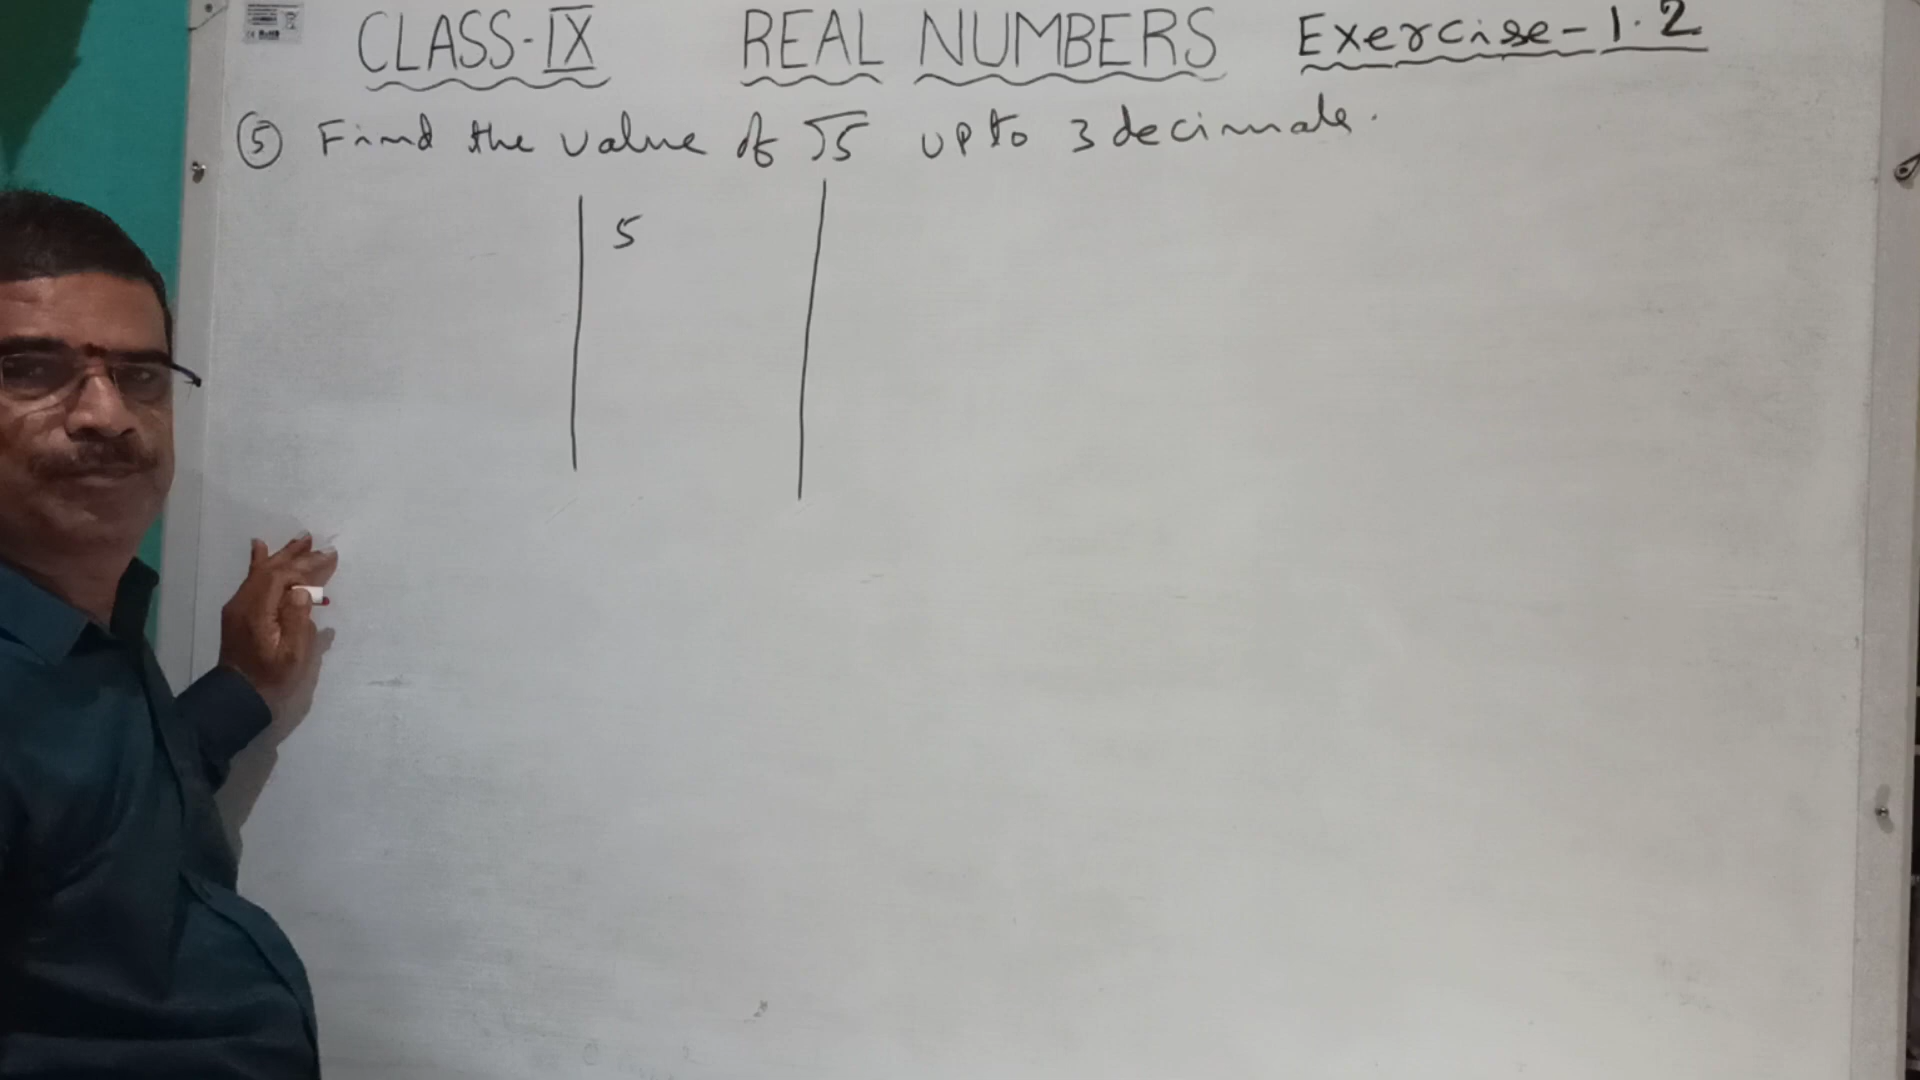 CLASS-IX REAL NUMBERS Exercise-1.2
⑤ Find the value of √5 upto 3 decimals.
5